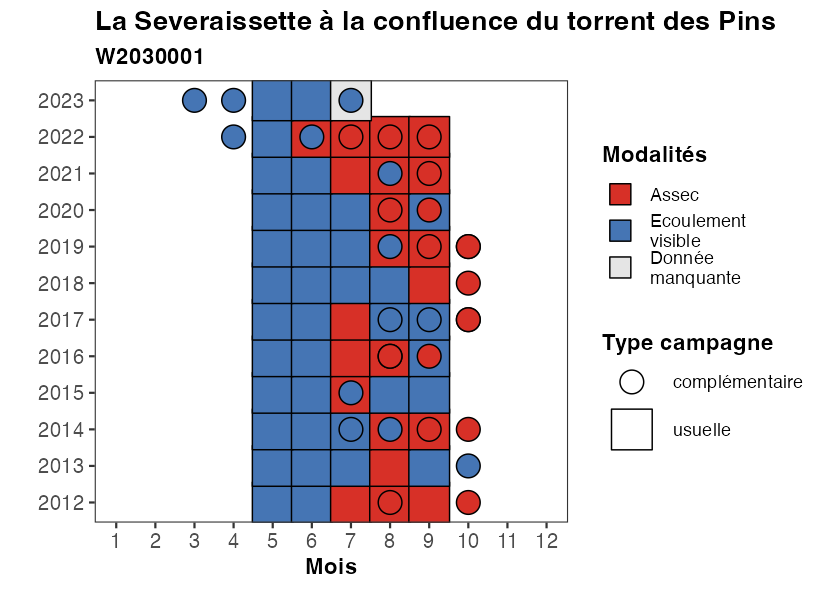 La Severaissette à la confluence du torrent des Pins
W2030001
2023
2022
2021
2020
2019
2018
2017
2016
2015
2014
2013
2012
1 2 3 4 5 6 7 8 9 10 11 12
Mois
Modalités
Assec
Ecoulement
visible
Donnée
manquante
Type campagne
complémentaire
usuelle